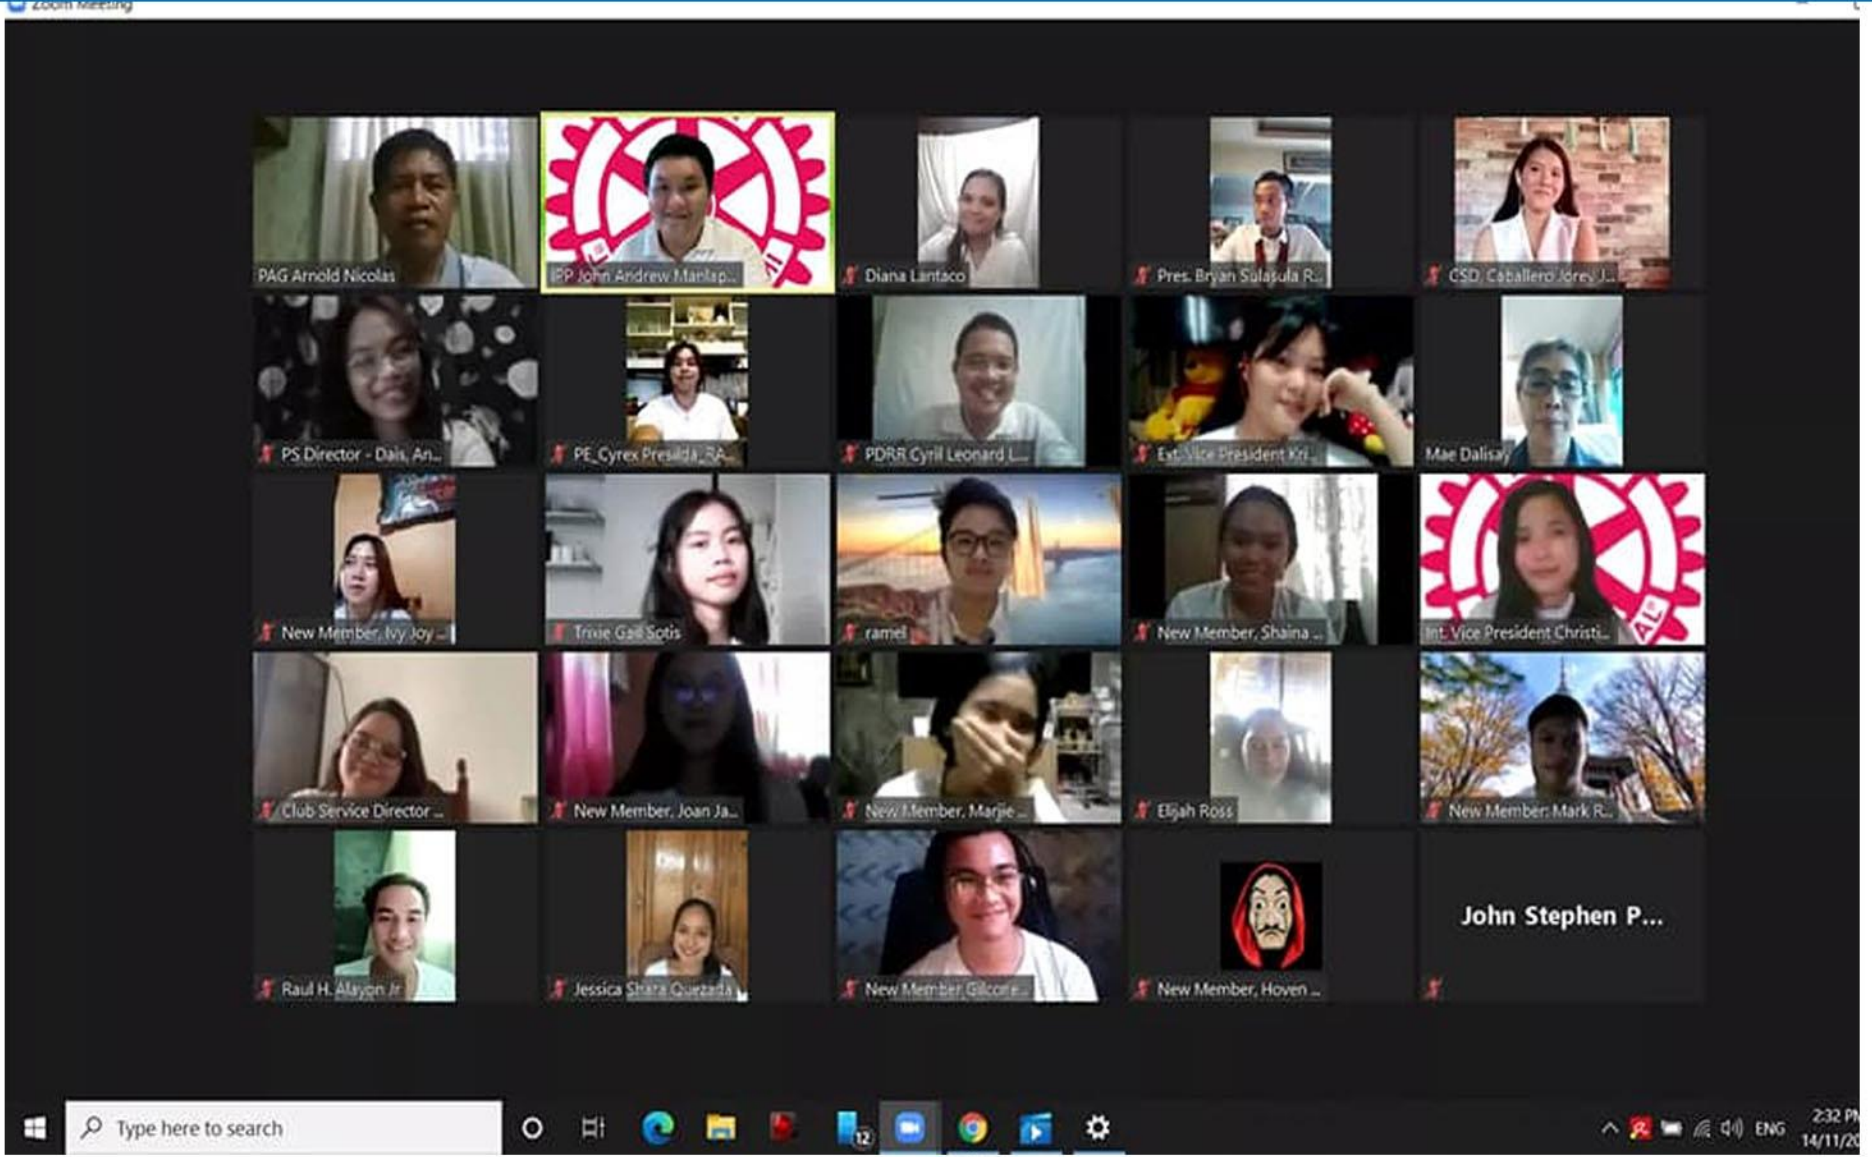 Zoom Meeting
PAG Arnold Nicolas
IPP John Andrew Manlap...
Diana Lantaco
Pres. Bryan Sulasula R...
CSD, Caballero Jorey J...
PS Director - Dais, An...
PE_Cyrex Presilda_RA...
PDRR Cyril Leonard L...
Ext. Vice President Kri...
Mae Dalisay
New Member, Ivy Joy ...
Trixie Gail Sotis
ramel
New Member, Shaina ...
Int. Vice President Christi...
Club Service Director ...
New Member, Joan Ja...
New Member, Marjie ...
Elijah Ross
New Member: Mark R...
Raul H. Alayon Jr
Jessica Shara Quezada
New Member, Gilcore...
New Member, Hoven ...
John Stephen P...
Type here to search
12
ENG
2:32 PM
14/11/20